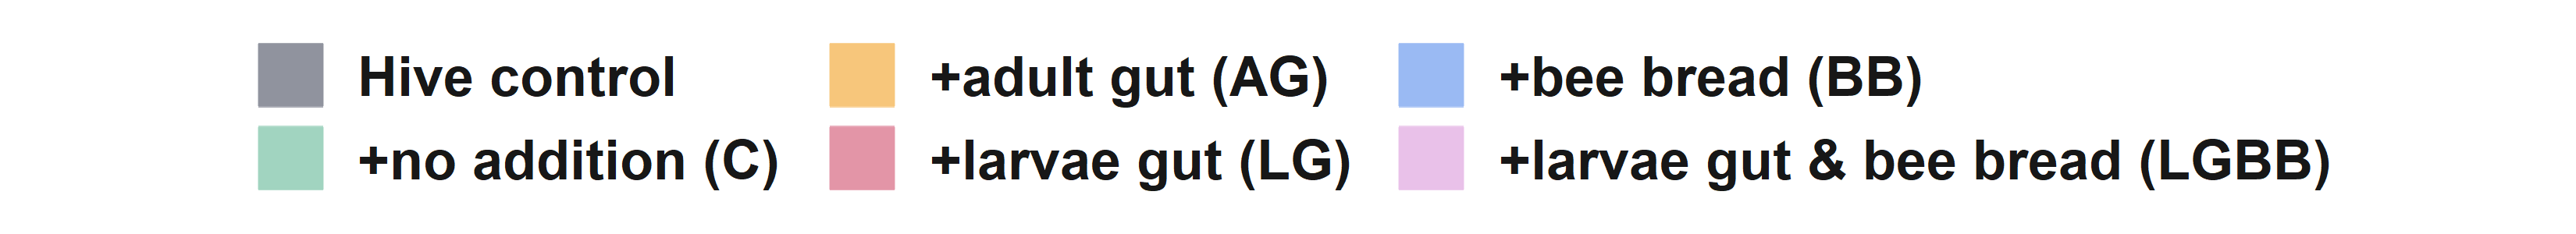 Hive control +adult gut (AG) +bee bread (BB)
+no addition (C) +larvae gut (LG) +larvae gut & bee bread (LGBB)